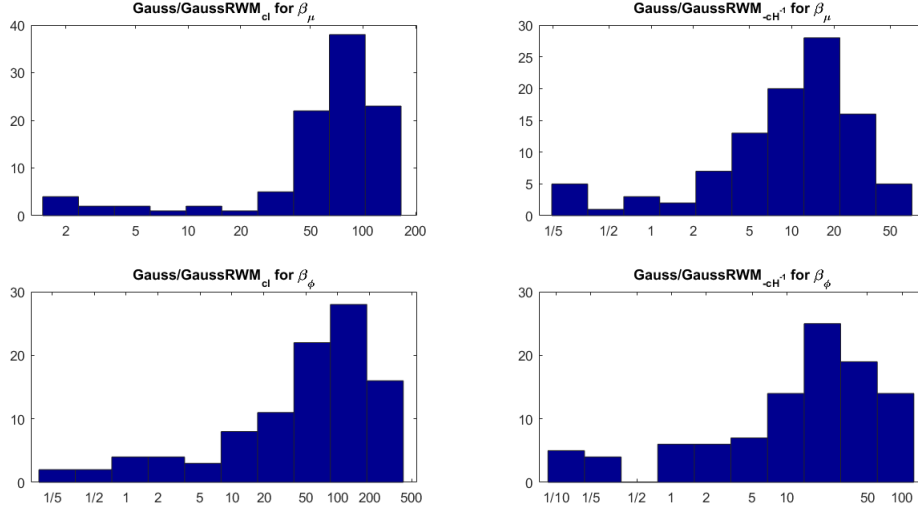 Gauss/GaussRWM_cI for β_μ
40
30
20
10
0
2 5 10 20 50 100 200
Gauss/GaussRWM_-cH^-1 for β_μ
30
25
20
15
10
5
0
1/5 1/2 1 2 5 10 20 50
Gauss/GaussRWM_cI for β_ϕ
30
20
10
0
1/5 1/2 1 2 5 10 20 50 100 200 500
Gauss/GaussRWM_-cH^-1 for β_ϕ
30
20
10
0
1/10 1/5 1/2 1 2 5 10 50 100